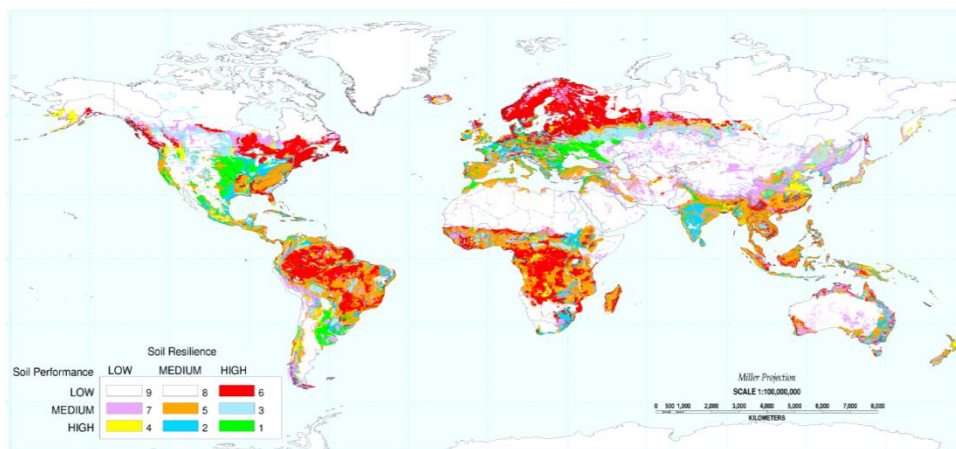 Soil Resilience
Soil Performance LOW MEDIUM HIGH
LOW 9 8 6
MEDIUM 7 5 3
HIGH 4 2 1
Miller Projection
SCALE 1:100,000,000
0 500 1,000 2,000 3,000 4,000 5,000 6,000 7,000 8,000
KILOMETERS